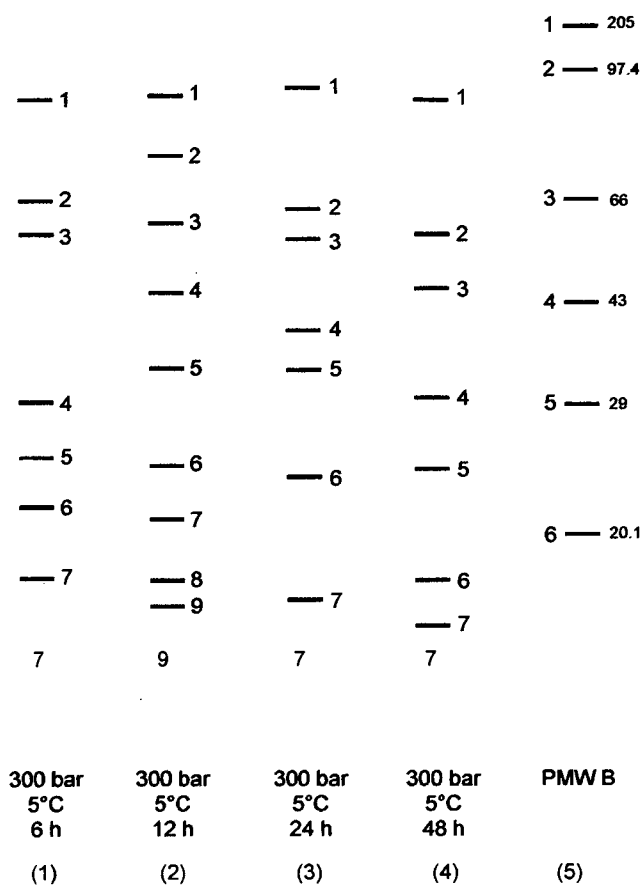 1 205
2 97.4
1 1 1 1
2
2 2 3 66
3 3 3 2
4 3 4 43
4
5 5
4 4 5 29
5 6 6 5
6 7
6 20.1
7 8 6
9 7
7
7 9 7 7
300 bar 300 bar 300 bar 300 bar PMW B
5°C 5°C 5°C 5°C
6 h 12 h 24 h 48 h
(1) (2) (3) (4) (5)